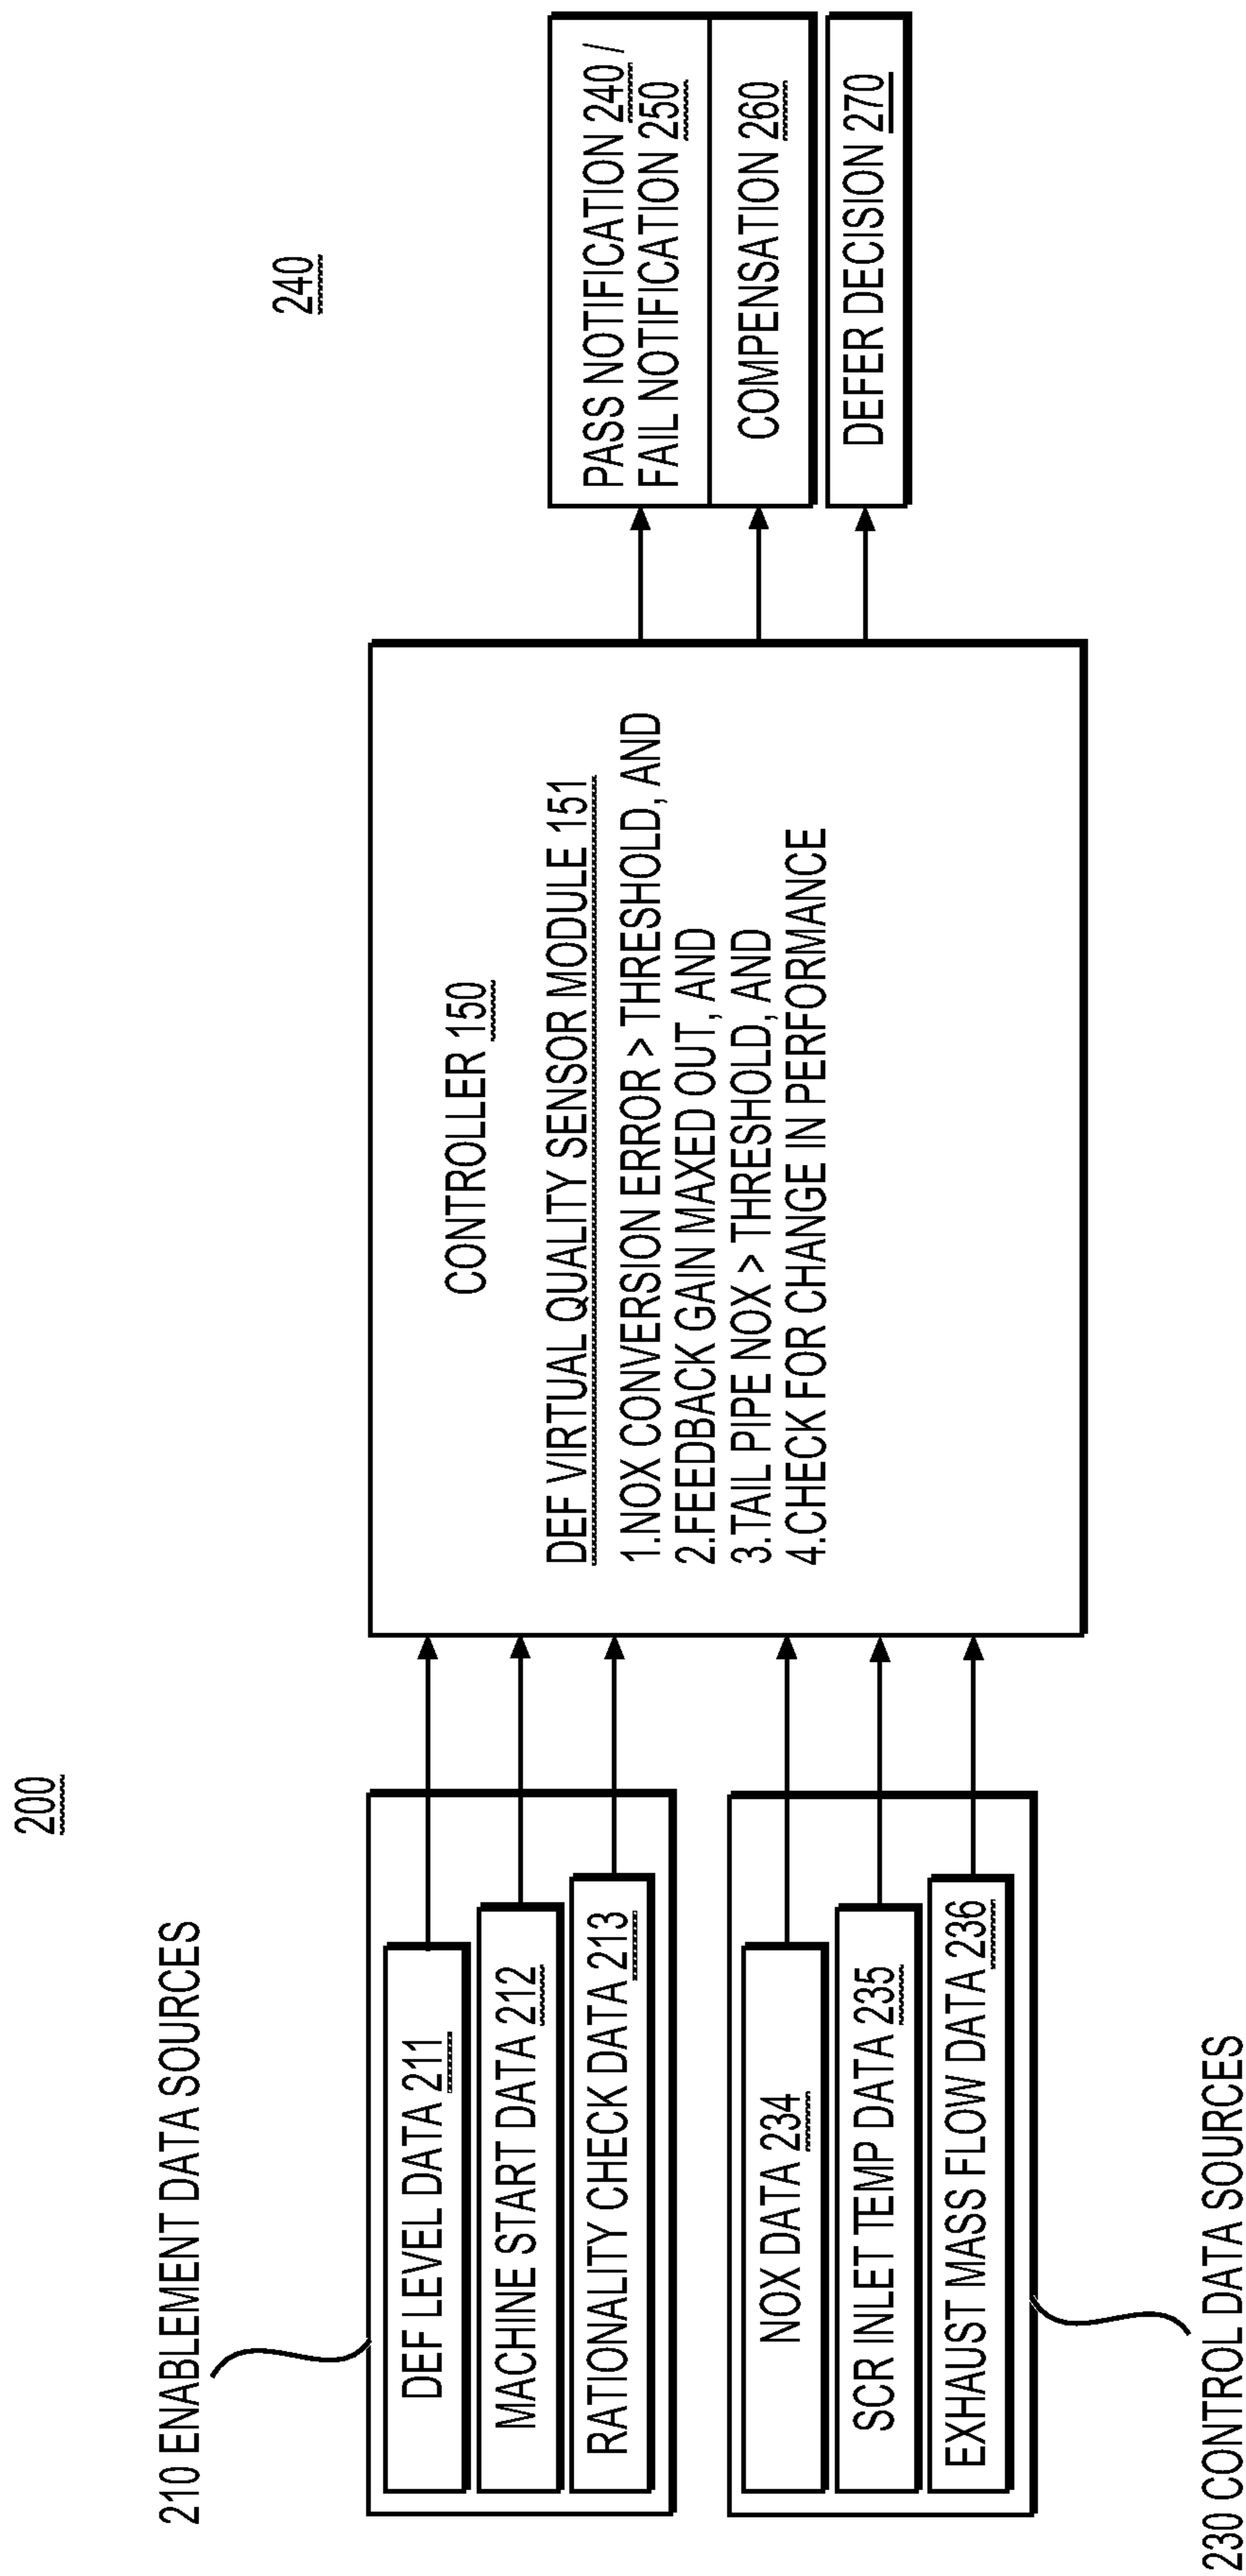 200
240
210 ENABLEMENT DATA SOURCES
DEF LEVEL DATA 211
MACHINE START DATA 212
RATIONALITY CHECK DATA 213
NOX DATA 234
SCR INLET TEMP DATA 235
EXHAUST MASS FLOW DATA 236
230 CONTROL DATA SOURCES
CONTROLLER 150
DEF VIRTUAL QUALITY SENSOR MODULE 151
1.NOX CONVERSION ERROR > THRESHOLD, AND
2.FEEDBACK GAIN MAXED OUT, AND
3.TAIL PIPE NOX > THRESHOLD, AND
4.CHECK FOR CHANGE IN PERFORMANCE
PASS NOTIFICATION 240 /
FAIL NOTIFICATION 250
COMPENSATION 260
DEFER DECISION 270